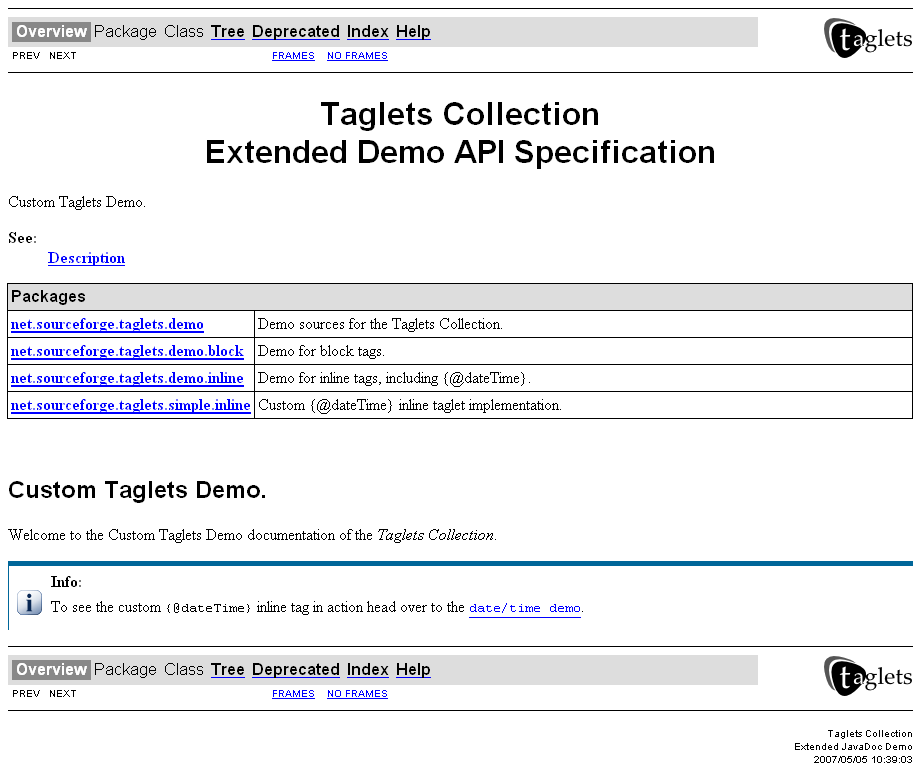 Overview Package Class Tree Deprecated Index Help
taglets
PREV NEXT FRAMES NO FRAMES
Taglets Collection
Extended Demo API Specification
Custom Taglets Demo.
See:
Description
Packages
net.sourceforge.taglets.demo Demo sources for the Taglets Collection.
net.sourceforge.taglets.demo.block Demo for block tags.
net.sourceforge.taglets.demo.inline Demo for inline tags, including {@dateTime}.
net.sourceforge.taglets.simple.inline Custom {@dateTime} inline taglet implementation.
Custom Taglets Demo.
Welcome to the Custom Taglets Demo documentation of the Taglets Collection.
Info:
i
To see the custom {@dateTime} inline tag in action head over to the date/time demo.
Overview Package Class Tree Deprecated Index Help
taglets
PREV NEXT FRAMES NO FRAMES
Taglets Collection
Extended JavaDoc Demo
2007/05/05 10:39:03